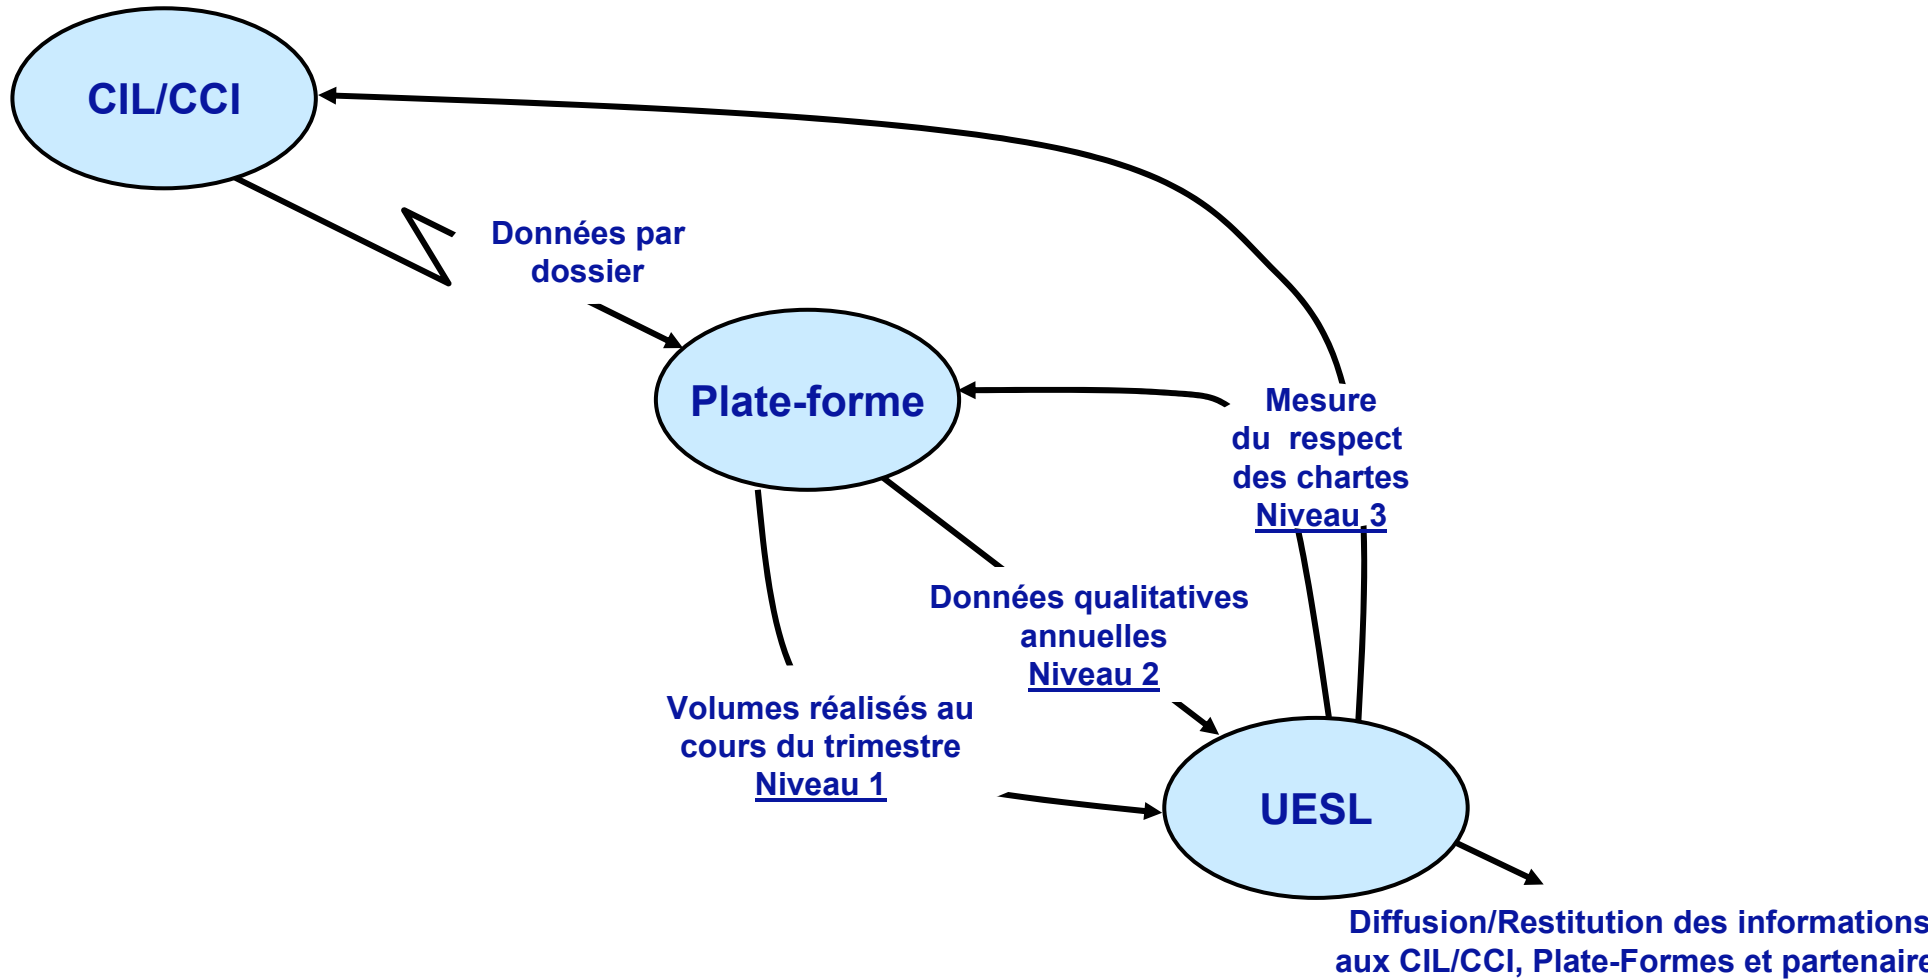 CIL/CCI
Données par
dossier
Plate-forme
Mesure
du respect
des chartes
Niveau 3
Données qualitatives
annuelles
Niveau 2
Volumes réalisés au
cours du trimestre
Niveau 1
UESL
Diffusion/Restitution des informations
aux CIL/CCI, Plate-Formes et partenaire